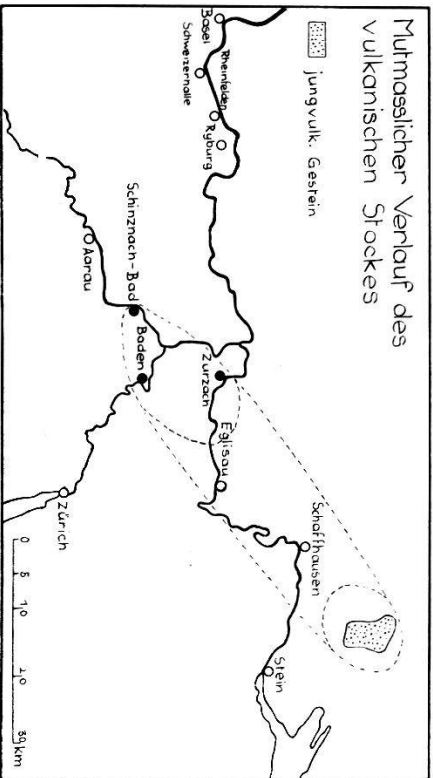 Mutmasslicher Verlauf des
vulkanischen Stockes
jungvulk. Gestein
Basel
Schweizerhalle
Rheinfelden
Ryburg
Aarau
Schinznach-Bad
Baden
Zurzach
Eglisau
Zürich
Schaffhausen
Stein
0 5 10 20 30 km